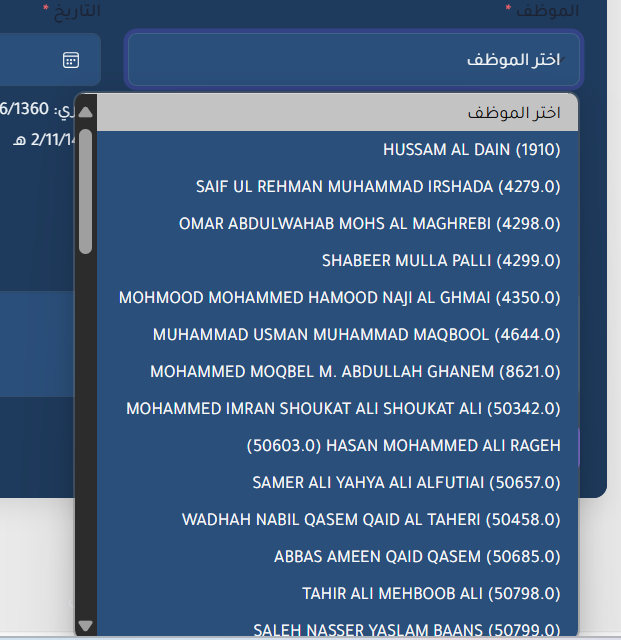 الموظف *
التاريخ *
اختر الموظف
اختر الموظف
HUSSAM AL DAIN (1910)
SAIF UL REHMAN MUHAMMAD IRSHADA (4279.0)
OMAR ABDULWAHAB MOHS AL MAGHREBI (4298.0)
SHABEER MULLA PALLI (4299.0)
MOHMOOD MOHAMMED HAMOOD NAJI AL GHMAI (4350.0)
MUHAMMAD USMAN MUHAMMAD MAQBOOL (4644.0)
MOHAMMED MOQBEL M. ABDULLAH GHANEM (8621.0)
MOHAMMED IMRAN SHOUKAT ALI SHOUKAT ALI (50342.0)
(50603.0) HASAN MOHAMMED ALI RAGEH
SAMER ALI YAHYA ALI ALFUTIAI (50657.0)
WADHAH NABIL QASEM QAID AL TAHERI (50458.0)
ABBAS AMEEN QAID QASEM (50685.0)
TAHIR ALI MEHBOOB ALI (50798.0)
SALEH NASSER YASLAM BAANS (50799.0)
6/1360
2/11/14 هـ